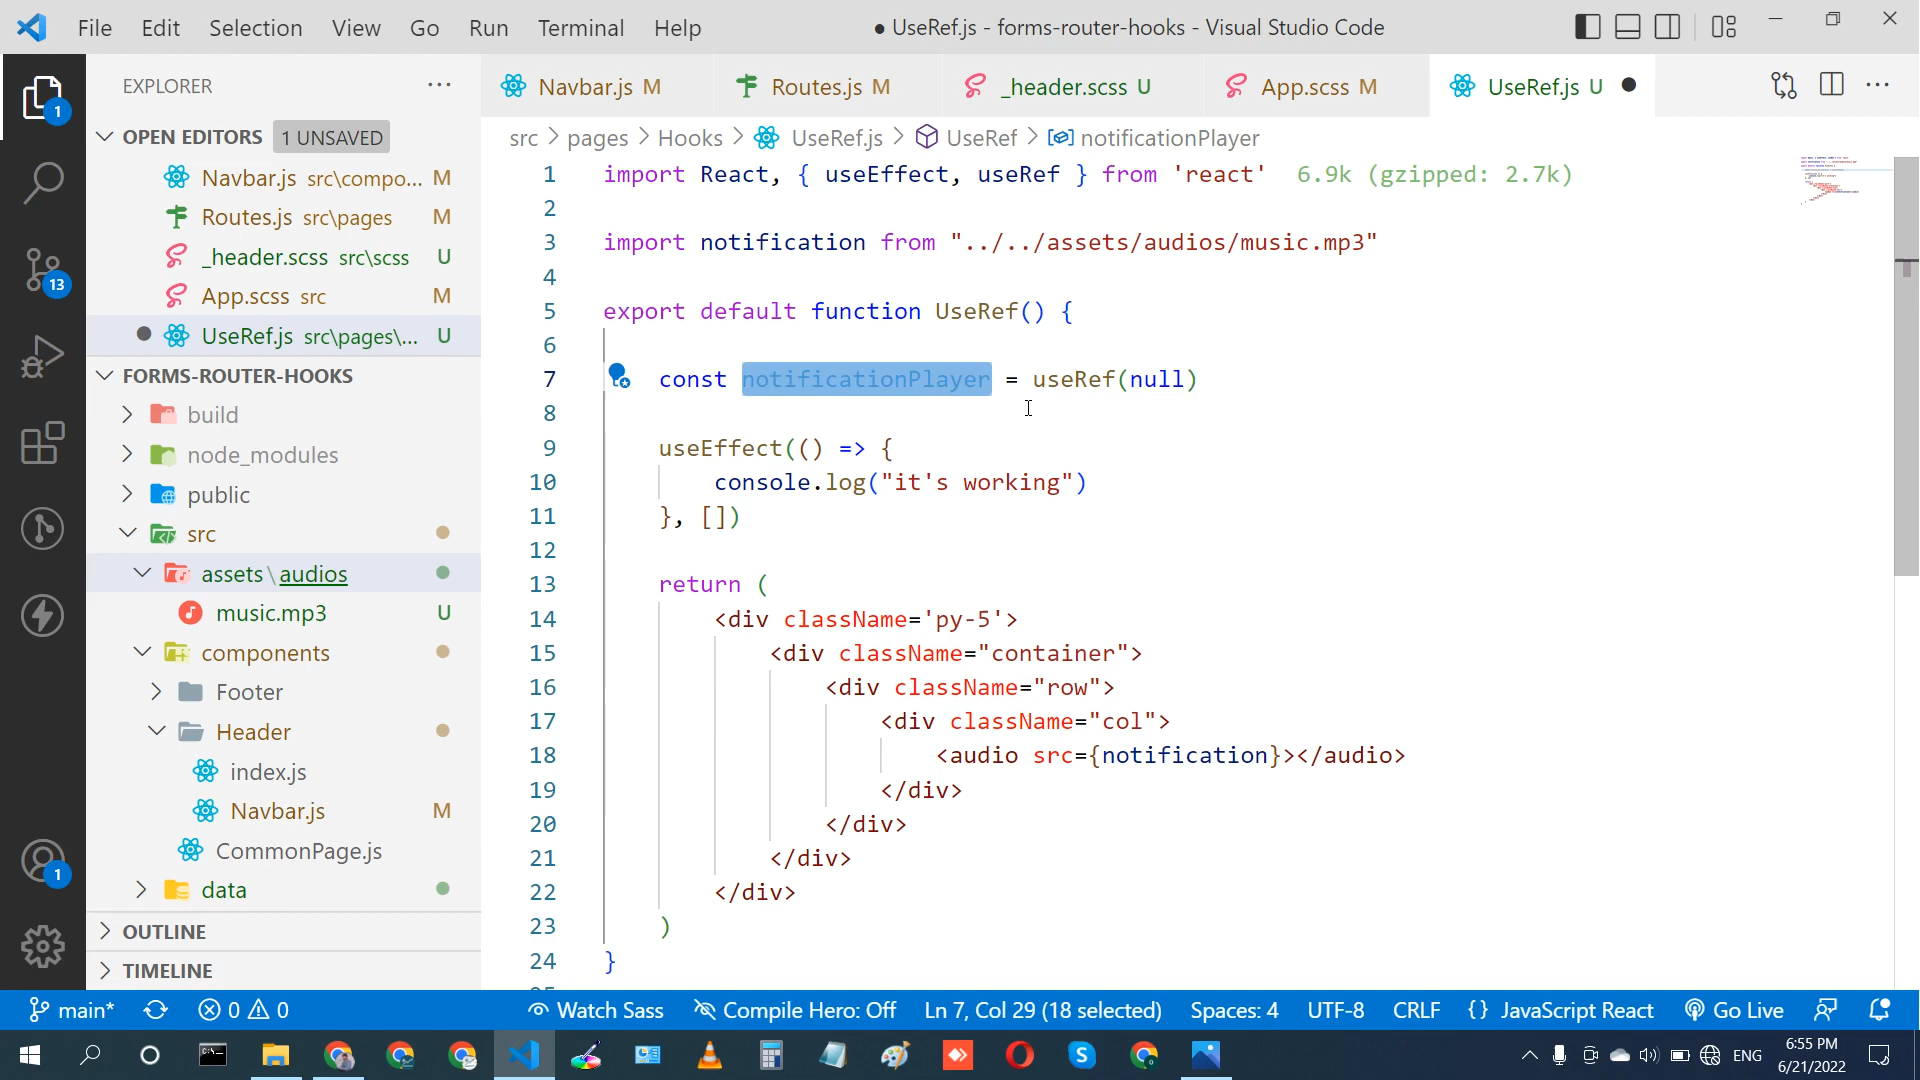 File Edit Selection View Go Run Terminal Help ● UseRef.js - forms-router-hooks - Visual Studio Code
EXPLORER
Navbar.js M Routes.js M _header.scss U App.scss M UseRef.js U
OPEN EDITORS 1 UNSAVED
src > pages > Hooks > UseRef.js > UseRef > notificationPlayer
Navbar.js src\compo... M
Routes.js src\pages M
_header.scss src\scss U
App.scss src M
UseRef.js src\pages\... U
FORMS-ROUTER-HOOKS
build
node_modules
public
src
assets\audios
music.mp3 U
components
Footer
Header
index.js
Navbar.js M
CommonPage.js
data
OUTLINE
TIMELINE
1
13
1
1 import React, { useEffect, useRef } from 'react' 6.9k (gzipped: 2.7k)
2
3 import notification from "../../assets/audios/music.mp3"
4
5 export default function UseRef() {
6
7 const notificationPlayer = useRef(null)
8
9 useEffect(() => {
10 console.log("it's working")
11 }, [])
12
13 return (
14 <div className='py-5'>
15 <div className="container">
16 <div className="row">
17 <div className="col">
18 <audio src={notification}></audio>
19 </div>
20 </div>
21 </div>
22 </div>
23 )
24 }
main* 0 0 Watch Sass Compile Hero: Off Ln 7, Col 29 (18 selected) Spaces: 4 UTF-8 CRLF {} JavaScript React Go Live
ENG 6:55 PM
6/21/2022